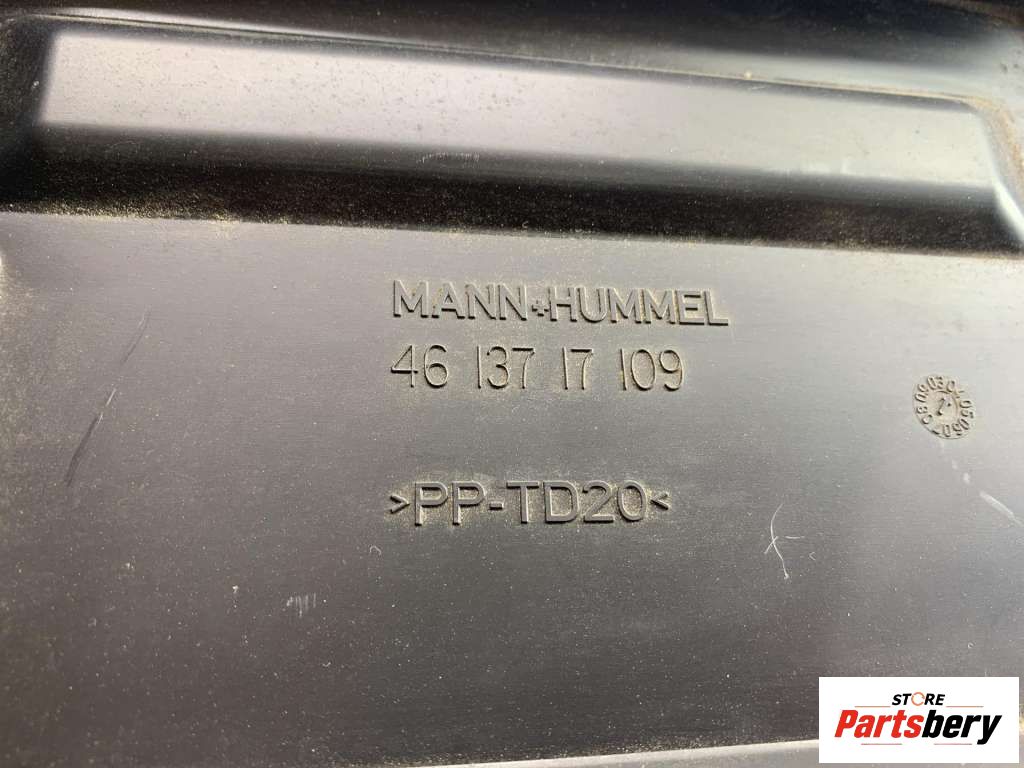 MANN+HUMMEL
46 137 17 109
>PP-TD20<
STORE
Partsbery